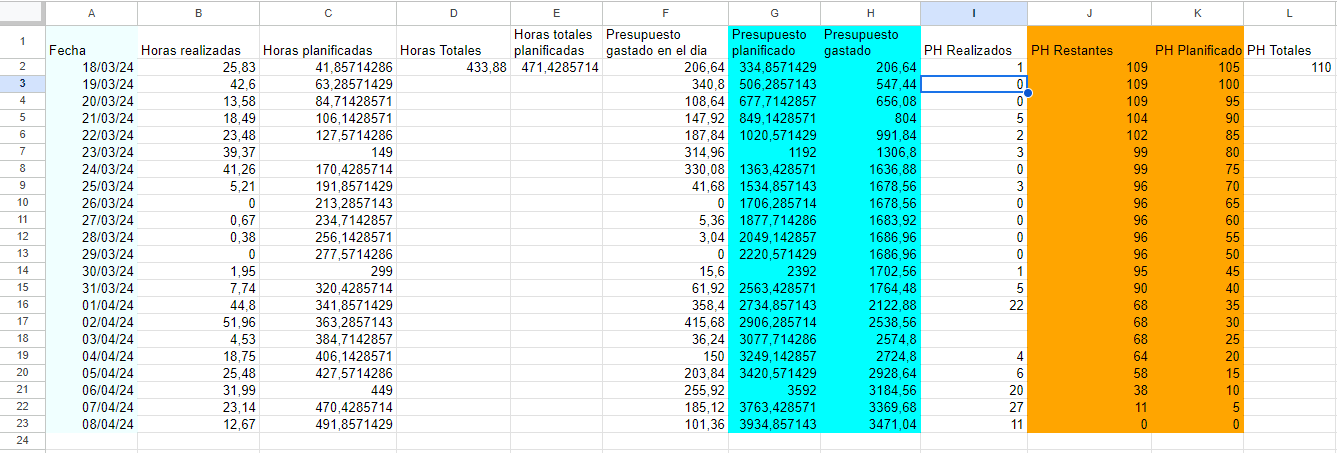 A B C D E F G H I J K L
1 Fecha Horas realizadas Horas planificadas Horas Totales Horas totales planificadas Presupuesto gastado en el dia Presupuesto planificado Presupuesto gastado PH Realizados PH Restantes PH Planificado PH Totales
2 18/03/24 25,83 41,85714286 433,88 471,4285714 206,64 334,8571429 206,64 1 109 105 110
3 19/03/24 42,6 63,28571429 340,8 506,2857143 547,44 0 109 100
4 20/03/24 13,58 84,71428571 108,64 677,7142857 656,08 0 109 95
5 21/03/24 18,49 106,1428571 147,92 849,1428571 804 5 104 90
6 22/03/24 23,48 127,5714286 187,84 1020,571429 991,84 2 102 85
7 23/03/24 39,37 149 314,96 1192 1306,8 3 99 80
8 24/03/24 41,26 170,4285714 330,08 1363,428571 1636,88 0 99 75
9 25/03/24 5,21 191,8571429 41,68 1534,857143 1678,56 3 96 70
10 26/03/24 0 213,2857143 0 1706,285714 1678,56 0 96 65
11 27/03/24 0,67 234,7142857 5,36 1877,714286 1683,92 0 96 60
12 28/03/24 0,38 256,1428571 3,04 2049,142857 1686,96 0 96 55
13 29/03/24 0 277,5714286 0 2220,571429 1686,96 0 96 50
14 30/03/24 1,95 299 15,6 2392 1702,56 1 95 45
15 31/03/24 7,74 320,4285714 61,92 2563,428571 1764,48 5 90 40
16 01/04/24 44,8 341,8571429 358,4 2734,857143 2122,88 22 68 35
17 02/04/24 51,96 363,2857143 415,68 2906,285714 2538,56 68 30
18 03/04/24 4,53 384,7142857 36,24 3077,714286 2574,8 68 25
19 04/04/24 18,75 406,1428571 150 3249,142857 2724,8 4 64 20
20 05/04/24 25,48 427,5714286 203,84 3420,571429 2928,64 6 58 15
21 06/04/24 31,99 449 255,92 3592 3184,56 20 38 10
22 07/04/24 23,14 470,4285714 185,12 3763,428571 3369,68 27 11 5
23 08/04/24 12,67 491,8571429 101,36 3934,857143 3471,04 11 0 0
24